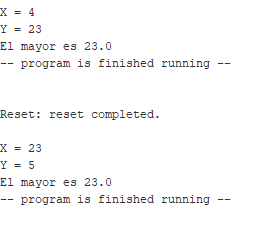 X = 4
Y = 23
El mayor es 23.0
-- program is finished running --
Reset: reset completed.
X = 23
Y = 5
El mayor es 23.0
-- program is finished running --